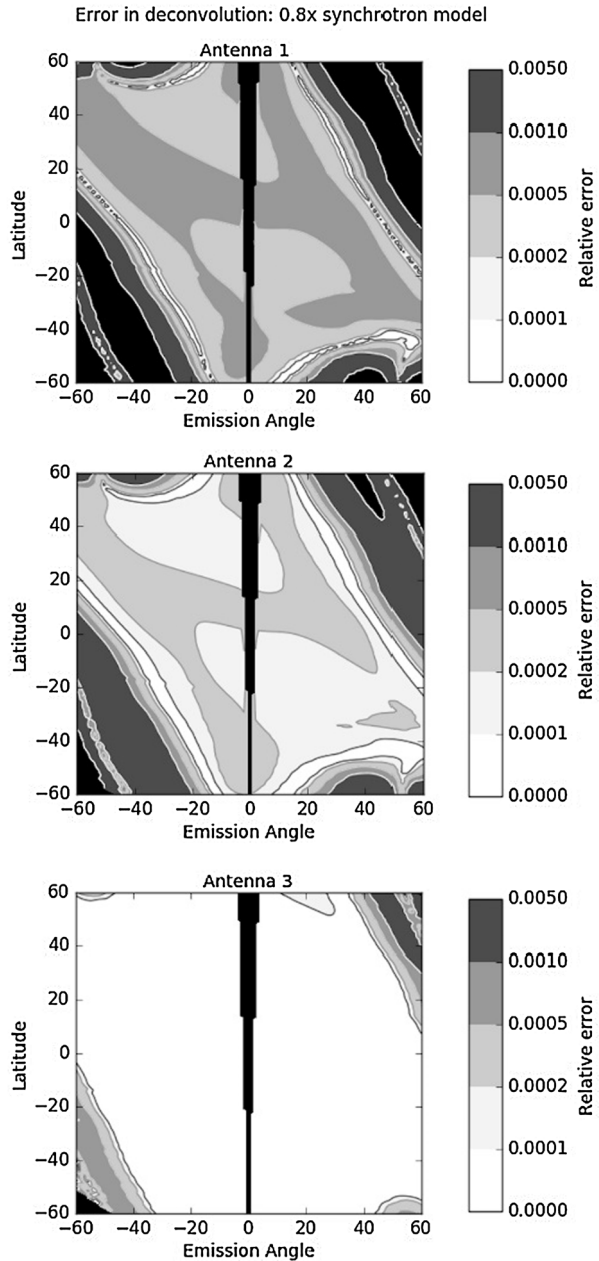 Error in deconvolution: 0.8x synchrotron model
Antenna 1
60
40
20
0
−20
−40
−60
Latitude
−60 −40 −20 0 20 40 60
Emission Angle
0.0050
0.0010
0.0005
0.0002
0.0001
0.0000
Relative error
Antenna 2
60
40
20
0
−20
−40
−60
Latitude
−60 −40 −20 0 20 40 60
Emission Angle
0.0050
0.0010
0.0005
0.0002
0.0001
0.0000
Relative error
Antenna 3
60
40
20
0
−20
−40
−60
Latitude
−60 −40 −20 0 20 40 60
Emission Angle
0.0050
0.0010
0.0005
0.0002
0.0001
0.0000
Relative error